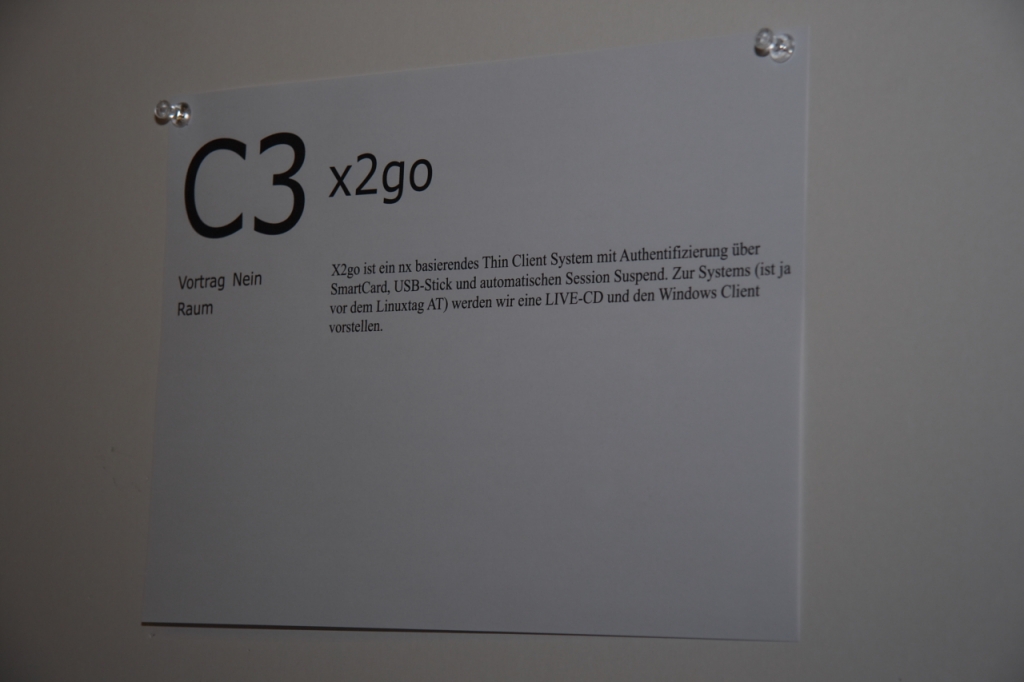 C3 x2go
Vortrag Nein
Raum
X2go ist ein nx basierendes Thin Client System mit Authentifizierung über
SmartCard, USB-Stick und automatischen Session Suspend. Zur Systems (ist ja
vor dem Linuxtag AT) werden wir eine LIVE-CD und den Windows Client
vorstellen.